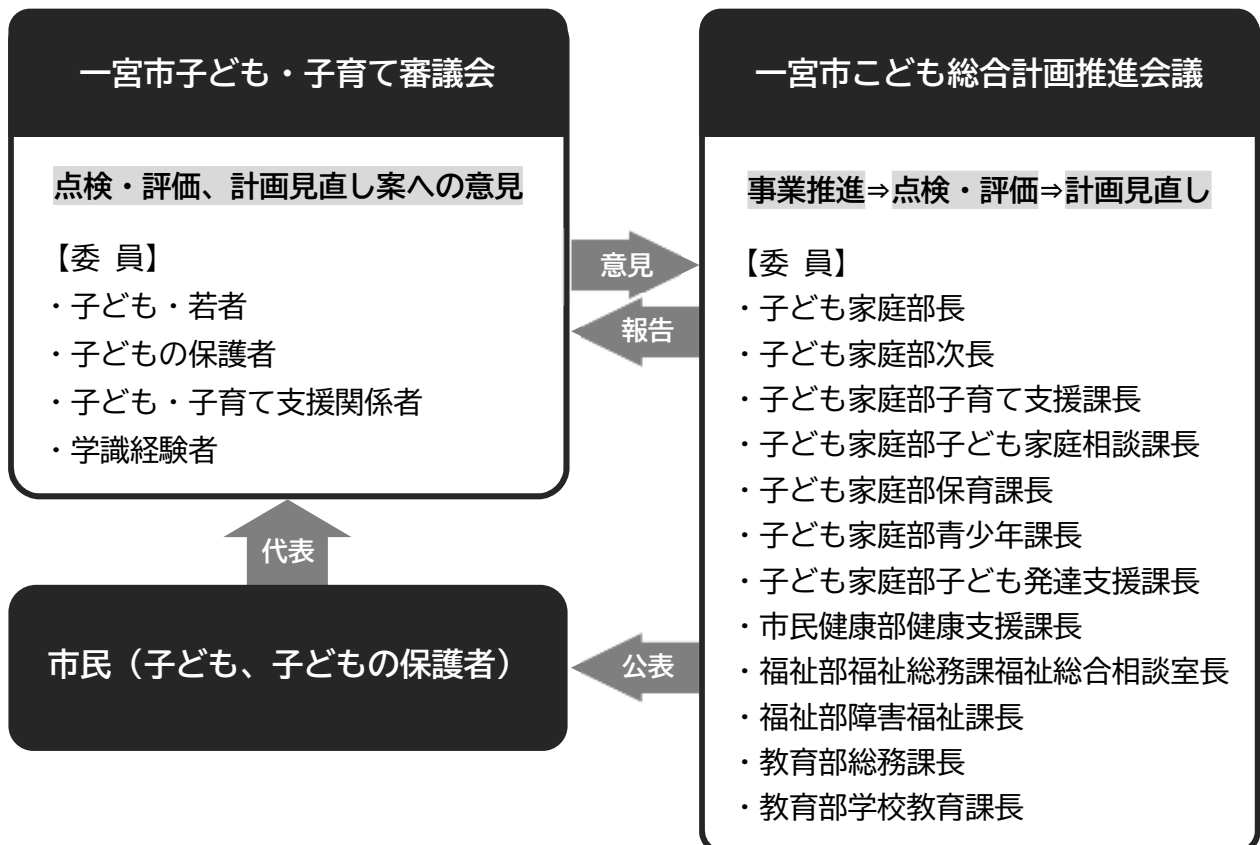 一宮市子ども・子育て審議会
点検・評価、計画見直し案への意見
【委 員】
・子ども・若者
・子どもの保護者
・子ども・子育て支援関係者
・学識経験者
意見
報告
一宮市こども総合計画推進会議
事業推進⇒点検・評価⇒計画見直し
【委 員】
・子ども家庭部長
・子ども家庭部次長
・子ども家庭部子育て支援課長
・子ども家庭部子ども家庭相談課長
・子ども家庭部保育課長
・子ども家庭部青少年課長
・子ども家庭部子ども発達支援課長
・市民健康部健康支援課長
・福祉部福祉総務課福祉総合相談室長
・福祉部障害福祉課長
・教育部総務課長
・教育部学校教育課長
代表
市民（子ども、子どもの保護者）
公表